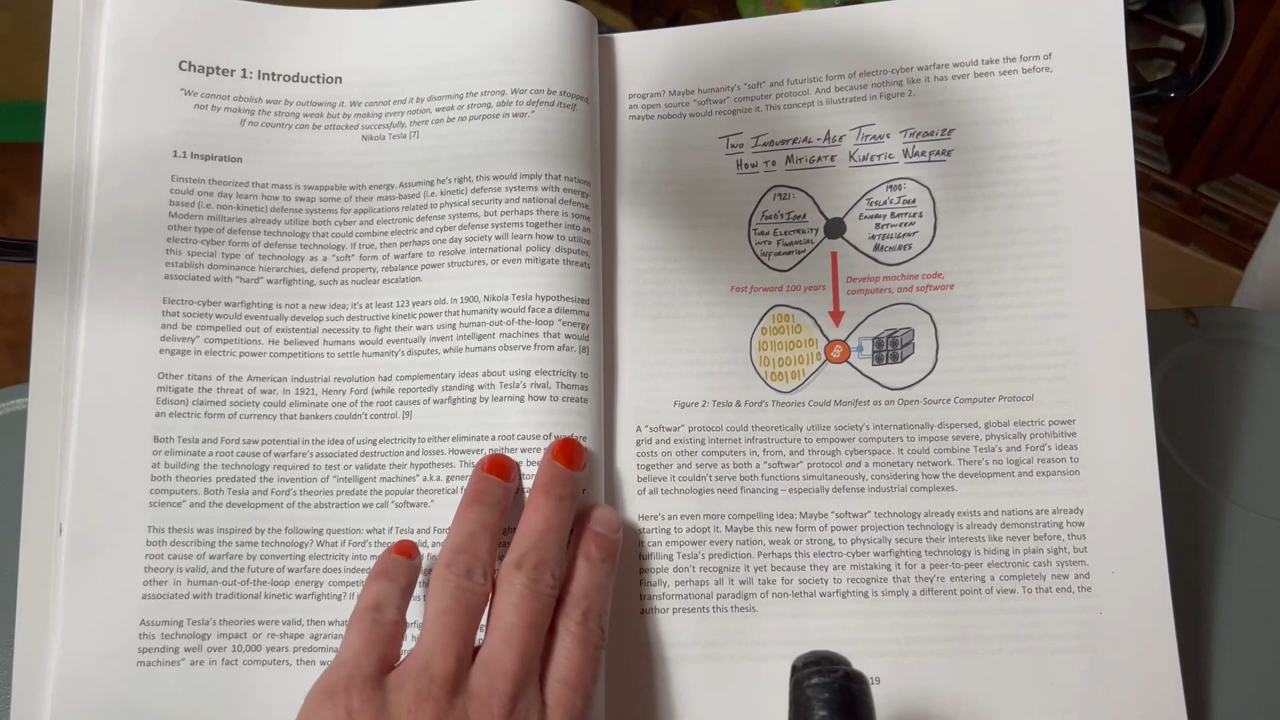 Chapter 1: Introduction
"We cannot abolish war by outlawing it. We cannot end it by disarming the strong. War can be stopped,
not by making the strong weak but by making every nation, weak or strong, able to defend itself.
If no country can be attacked successfully, there can be no purpose in war."
Nikola Tesla [7]
1.1 Inspiration
Einstein theorized that mass is swappable with energy. Assuming he's right, this would imply that nations
could one day learn how to swap some of their mass-based (i.e. kinetic) defense systems with energy-
based (i.e. non-kinetic) defense systems for applications related to physical security and national defense.
Modern militaries already utilize both cyber and electronic defense systems, but perhaps there is some
other type of defense technology that could combine electric and cyber defense systems together into an
electro-cyber form of defense technology. If true, then perhaps one day society will learn how to utilize
this special type of technology as a "soft" form of warfare to resolve international policy disputes,
establish dominance hierarchies, defend property, rebalance power structures, or even mitigate threats
associated with "hard" warfighting, such as nuclear escalation.
Electro-cyber warfighting is not a new idea; it's at least 123 years old. In 1900, Nikola Tesla hypothesized
that society would eventually develop such destructive kinetic power that humanity would face a dilemma
and be compelled out of existential necessity to fight their wars using human-out-of-the-loop "energy
delivery" competitions. He believed humans would eventually invent intelligent machines that would
engage in electric power competitions to settle humanity's disputes, while humans observe from afar. [8]
Other titans of the American industrial revolution had complementary ideas about using electricity to
mitigate the threat of war. In 1921, Henry Ford (while reportedly standing with Tesla's rival, Thomas
Edison) claimed society could eliminate one of the root causes of warfighting by learning how to create
an electric form of currency that bankers couldn't control. [9]
Both Tesla and Ford saw potential in the idea of using electricity to either eliminate a root cause of warfare
or eliminate a root cause of warfare's associated destruction and losses. However, neither were
at building the technology required to test or validate their hypotheses. This
both theories predated the invention of "intelligent machines" a.k.a.
computers. Both Tesla and Ford's theories predate the popular theoretical
science" and the development of the abstraction we call "software."
This thesis was inspired by the following question: what if Tesla and Ford
both describing the same technology? What if Ford's
root cause of warfare by converting electricity into
theory is valid, and the future of warfare does indeed
other in human-out-of-the-loop energy
associated with traditional kinetic warfighting? If
Assuming Tesla's theories were valid, then what
this technology impact or re-shape agrarian
spending well over 10,000 years
machines" are in fact computers, then
program? Maybe humanity's "soft" and futuristic form of electro-cyber warfare would take the form of
an open source "softwar" computer protocol. And because nothing like it has ever been seen before,
maybe nobody would recognize it. This concept is illustrated in Figure 2.
Two Industrial-Age Titans Theorize
How to Mitigate Kinetic Warfare
1921:
Ford's Idea
Turn Electricity
into Financial
information
1900:
Tesla's Idea
Energy Battles
Between
intelligent
Machines
Fast forward 100 years
Develop machine code,
computers, and software
1001
0100110
1011010010
1010010110
1001011
Figure 2: Tesla & Ford's Theories Could Manifest as an Open-Source Computer Protocol
A "softwar" protocol could theoretically utilize society's internationally-dispersed, global electric power
grid and existing internet infrastructure to empower computers to impose severe, physically prohibitive
costs on other computers in, from, and through cyberspace. It could combine Tesla's and Ford's ideas
together and serve as both a "softwar" protocol and a monetary network. There's no logical reason to
believe it couldn't serve both functions simultaneously, considering how the development and expansion
of all technologies need financing – especially defense industrial complexes.
Here's an even more compelling idea: Maybe "softwar" technology already exists and nations are already
starting to adopt it. Maybe this new form of power projection technology is already demonstrating how
it can empower every nation, weak or strong, to physically secure their interests like never before, thus
fulfilling Tesla's prediction. Perhaps this electro-cyber warfighting technology is hiding in plain sight, but
people don't recognize it yet because they are mistaking it for a peer-to-peer electronic cash system.
Finally, perhaps all it will take for society to recognize that they're entering a completely new and
transformational paradigm of non-lethal warfighting is simply a different point of view. To that end, the
author presents this thesis.
19